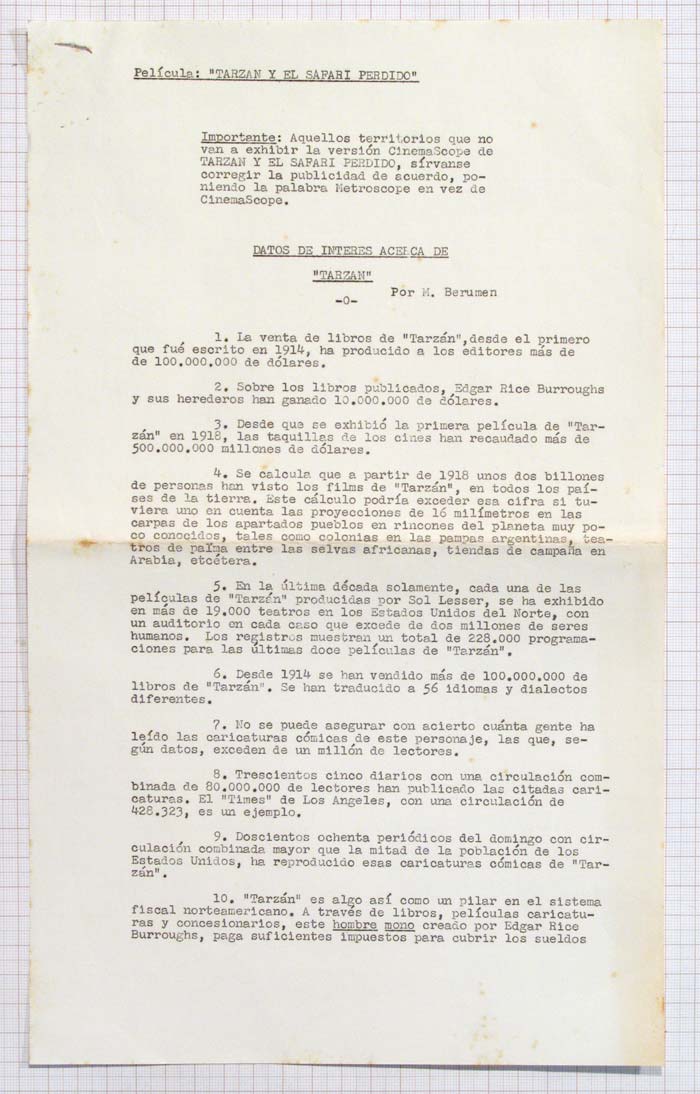 Película: "TARZAN Y EL SAFARI PERDIDO"
Importante: Aquellos territorios que no
van a exhibir la versión CinemaScope de
TARZAN Y EL SAFARI PERDIDO, sírvanse
corregir la publicidad de acuerdo, po-
niendo la palabra Metroscope en vez de
CinemaScope.
DATOS DE INTERES ACERCA DE
"TARZAN"
-0-
Por M. Berumen
1. La venta de libros de "Tarzán",desde el primero
que fué escrito en 1914, ha producido a los editores más de
de 100.000.000 de dólares.
2. Sobre los libros publicados, Edgar Rice Burroughs
y sus herederos han ganado 10.000.000 de dólares.
3. Desde que se exhibió la primera película de "Tar-
zán" en 1918, las taquillas de los cines han recaudado más de
500.000.000 millones de dólares.
4. Se calcula que a partir de 1918 unos dos billones
de personas han visto los films de "Tarzán", en todos los paí-
ses de la tierra. Este cálculo podría exceder esa cifra si tu-
viera uno en cuenta las proyecciones de 16 milímetros en las
carpas de los apartados pueblos en rincones del planeta muy po-
co conocidos, tales como colonias en las pampas argentinas, tea-
tros de palma entre las selvas africanas, tiendas de campaña en
Arabia, etcétera.
5. En la última década solamente, cada una de las
películas de "Tarzán" producidas por Sol Lesser, se ha exhibido
en más de 19.000 teatros en los Estados Unidos del Norte, con
un auditorio en cada caso que excede de dos millones de seres
humanos. Los registros muestran un total de 228.000 programa-
ciones para las últimas doce películas de "Tarzán".
6. Desde 1914 se han vendido más de 100.000.000 de
libros de "Tarzán". Se han traducido a 56 idiomas y dialectos
diferentes.
7. No se puede asegurar con acierto cuánta gente ha
leído las caricaturas cómicas de este personaje, las que, se-
gún datos, exceden de un millón de lectores.
8. Trescientos cinco diarios con una circulación com-
binada de 80.000.000 de lectores han publicado las citadas cari-
caturas. El "Times" de Los Angeles, con una circulación de
428.323, es un ejemplo.
9. Doscientos ochenta periódicos del domingo con cir-
culación combinada mayor que la mitad de la población de los
Estados Unidos, ha reproducido esas caricaturas cómicas de "Tar-
zán".
10. "Tarzán" es algo así como un pilar en el sistema
fiscal norteamericano. A través de libros, películas caricatu-
ras y concesionarios, este hombre mono creado por Edgar Rice
Burroughs, paga suficientes impuestos para cubrir los sueldos